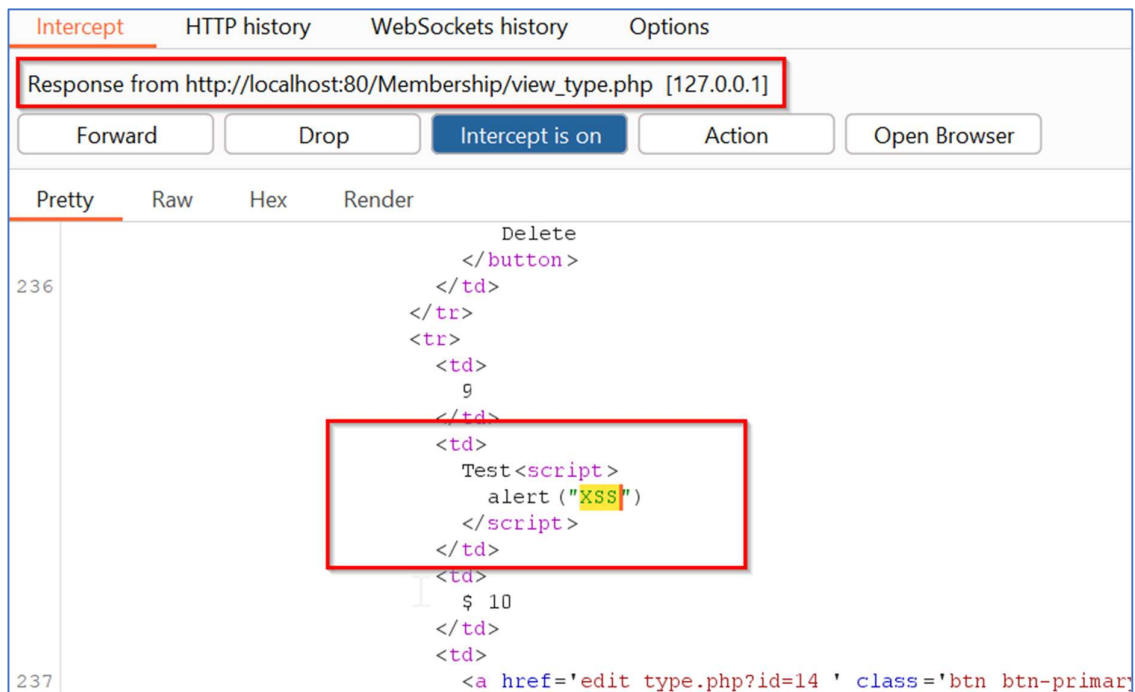 Intercept HTTP history WebSockets history Options
Response from http://localhost:80/Membership/view_type.php [127.0.0.1]
Forward Drop Intercept is on Action Open Browser
Pretty Raw Hex Render
Delete
</button>
236 </td>
</tr>
<tr>
<td>
9
</td>
<td>
Test<script>
alert("XSS")
</script>
</td>
<td>
$ 10
</td>
<td>
237 <a href='edit_type.php?id=14 ' class='btn btn-primary